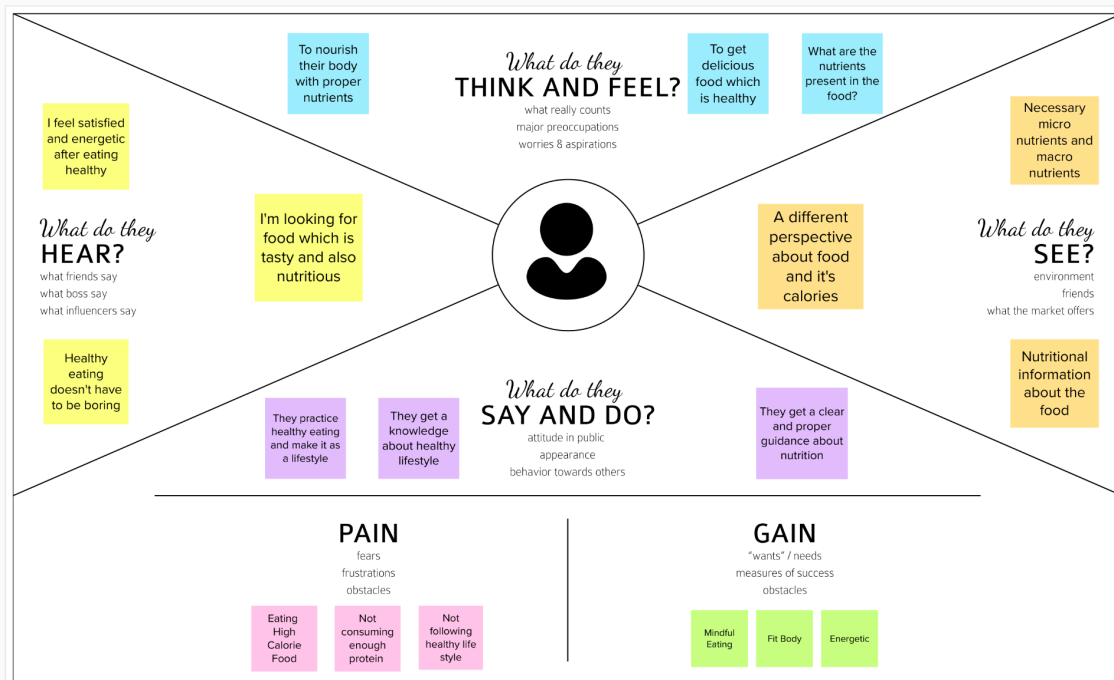 To nourish
their body
with proper
nutrients
What do they
THINK AND FEEL?
what really counts
major preoccupations
worries & aspirations
To get
delicious
food which
is healthy
What are the
nutrients
present in the
food?
I feel satisfied
and energetic
after eating
healthy
What do they
HEAR?
what friends say
what boss say
what influencers say
I'm looking for
food which is
tasty and also
nutritious
Healthy
eating
doesn't have
to be boring
A different
perspective
about food
and it's
calories
Necessary
micro
nutrients and
macro
nutrients
What do they
SEE?
environment
friends
what the market offers
Nutritional
information
about the
food
They practice
healthy eating
and make it as
a lifestyle
They get a
knowledge
about healthy
lifestyle
What do they
SAY AND DO?
attitude in public
appearance
behavior towards others
They get a clear
and proper
guidance about
nutrition
PAIN
fears
frustrations
obstacles
Eating
High
Calorie
Food
Not
consuming
enough
protein
Not
following
healthy life
style
GAIN
"wants" / needs
measures of success
obstacles
Mindful
Eating
Fit Body
Energetic